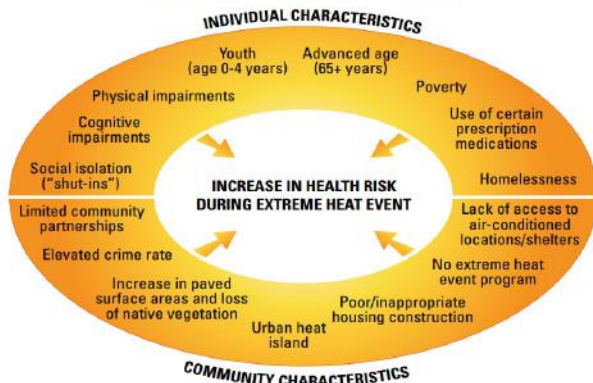 INDIVIDUAL CHARACTERISTICS
Youth
(age 0-4 years)
Advanced age
(65+ years)
Physical impairments
Poverty
Cognitive
impairments
Use of certain
prescription
medications
Social isolation
("shut-ins")
Homelessness
INCREASE IN HEALTH RISK
DURING EXTREME HEAT EVENT
Limited community
partnerships
Lack of access to
air-conditioned
locations/shelters
Elevated crime rate
No extreme heat
event program
Increase in paved
surface areas and loss
of native vegetation
Poor/inappropriate
housing construction
Urban heat
island
COMMUNITY CHARACTERISTICS